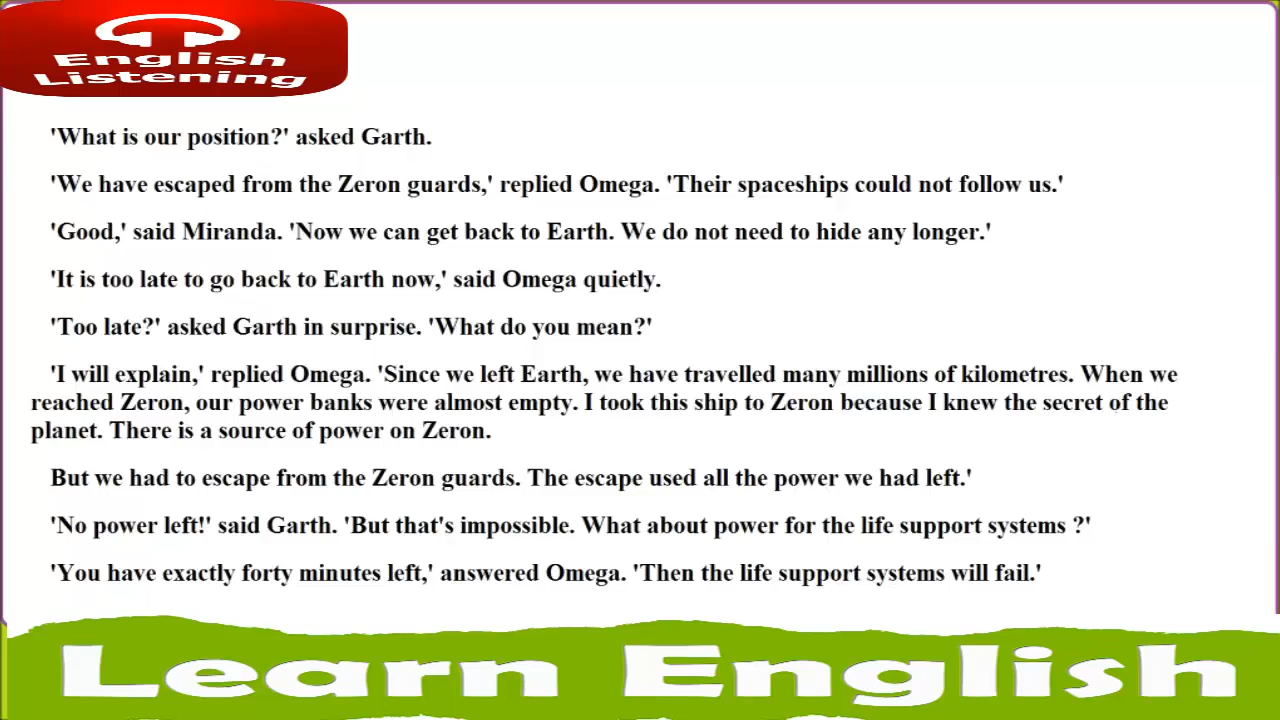 English
Listening
'What is our position?' asked Garth.
'We have escaped from the Zeron guards,' replied Omega. 'Their spaceships could not follow us.'
'Good,' said Miranda. 'Now we can get back to Earth. We do not need to hide any longer.'
'It is too late to go back to Earth now,' said Omega quietly.
'Too late?' asked Garth in surprise. 'What do you mean?'
'I will explain,' replied Omega. 'Since we left Earth, we have travelled many millions of kilometres. When we
reached Zeron, our power banks were almost empty. I took this ship to Zeron because I knew the secret of the
planet. There is a source of power on Zeron.
But we had to escape from the Zeron guards. The escape used all the power we had left.'
'No power left!' said Garth. 'But that's impossible. What about power for the life support systems ?'
'You have exactly forty minutes left,' answered Omega. 'Then the life support systems will fail.'
Learn English